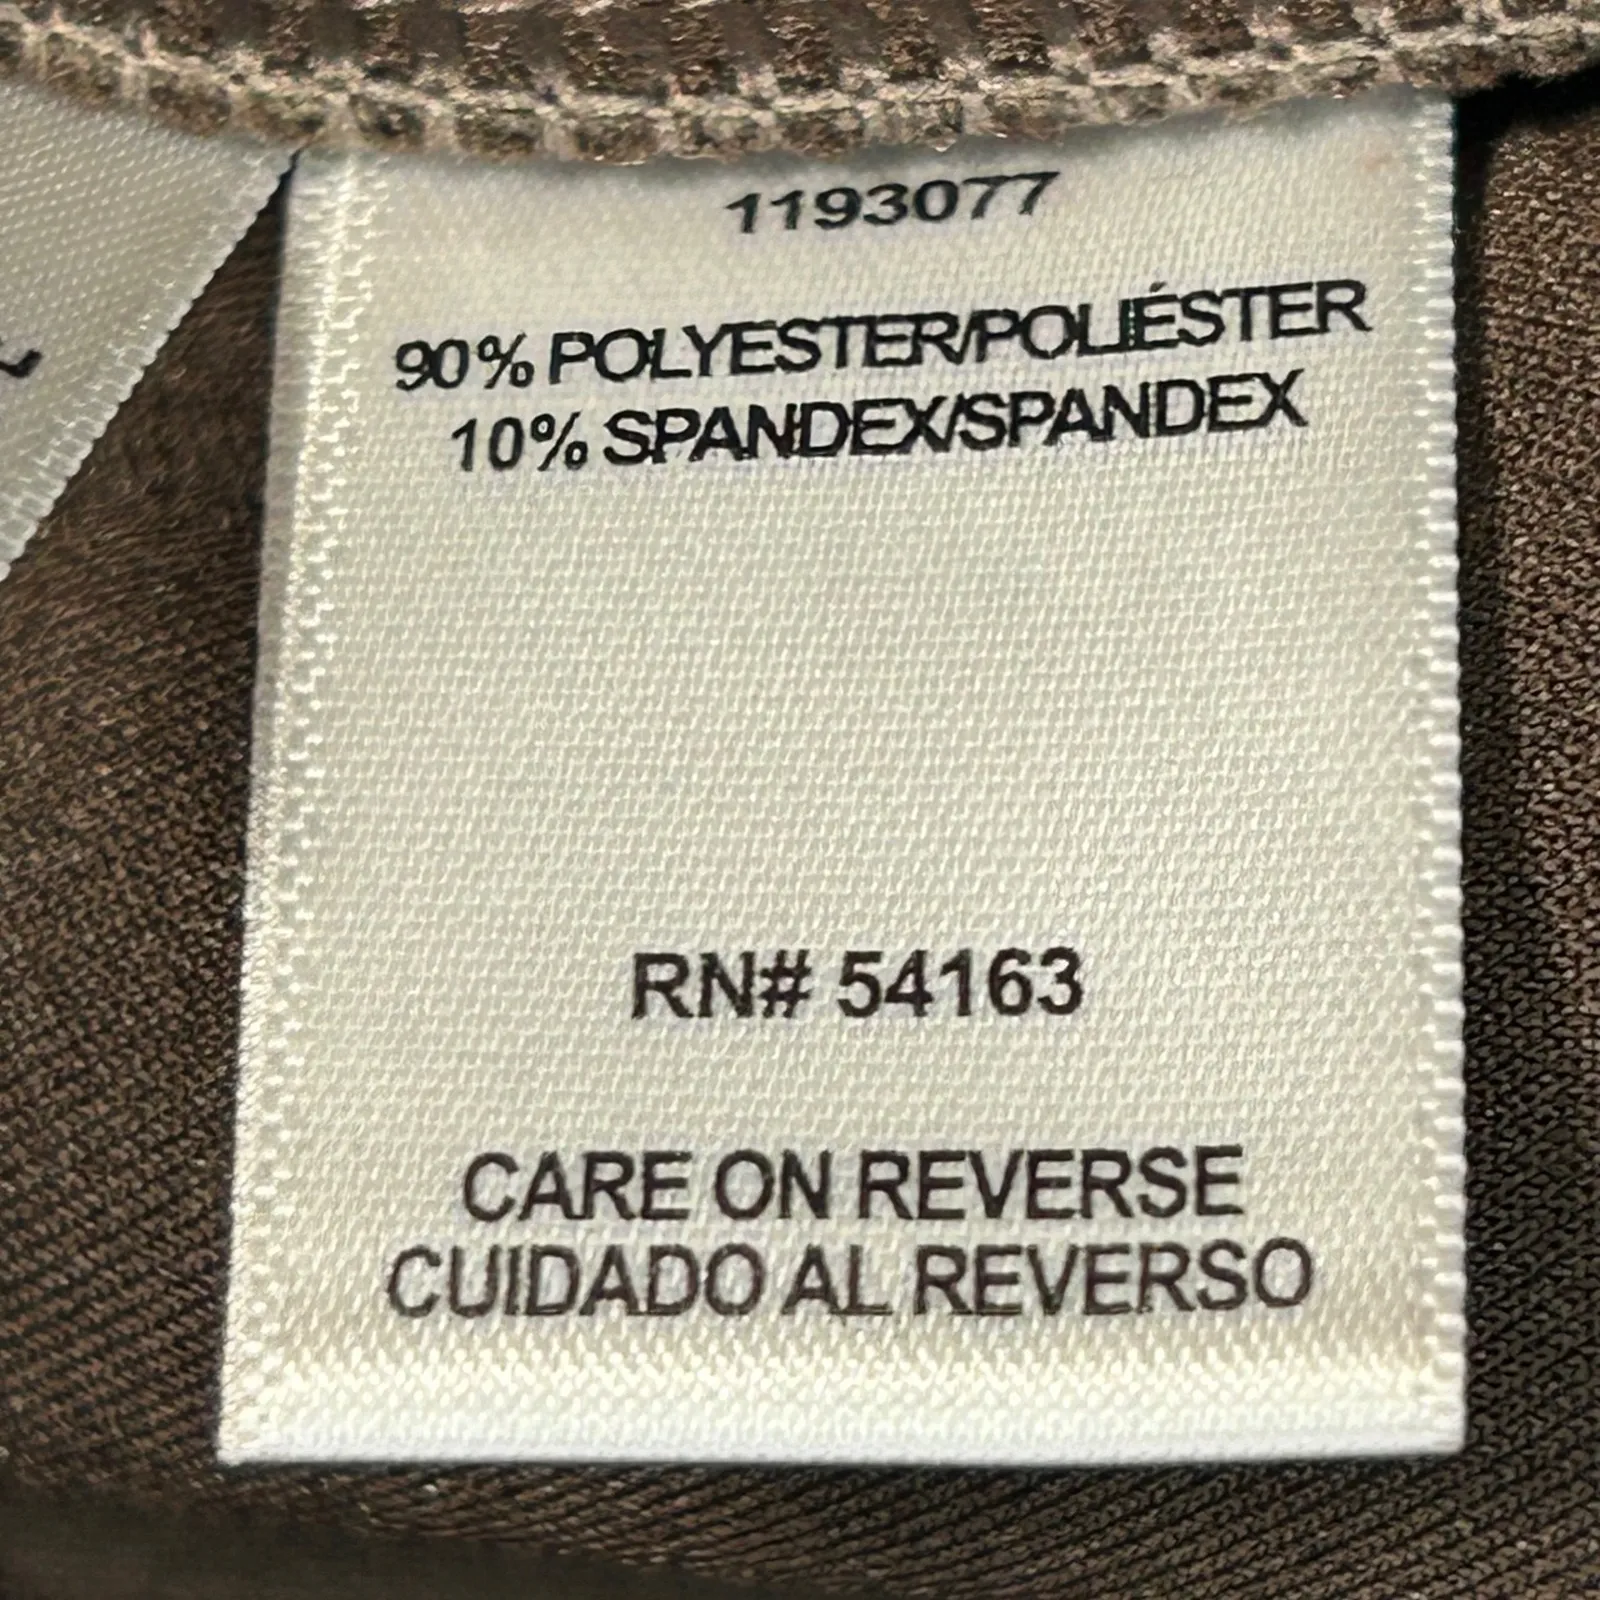 1193077
90% POLYESTER/POLIÉSTER
10% SPANDEX/SPANDEX
RN# 54163
CARE ON REVERSE
CUIDADO AL REVERSO